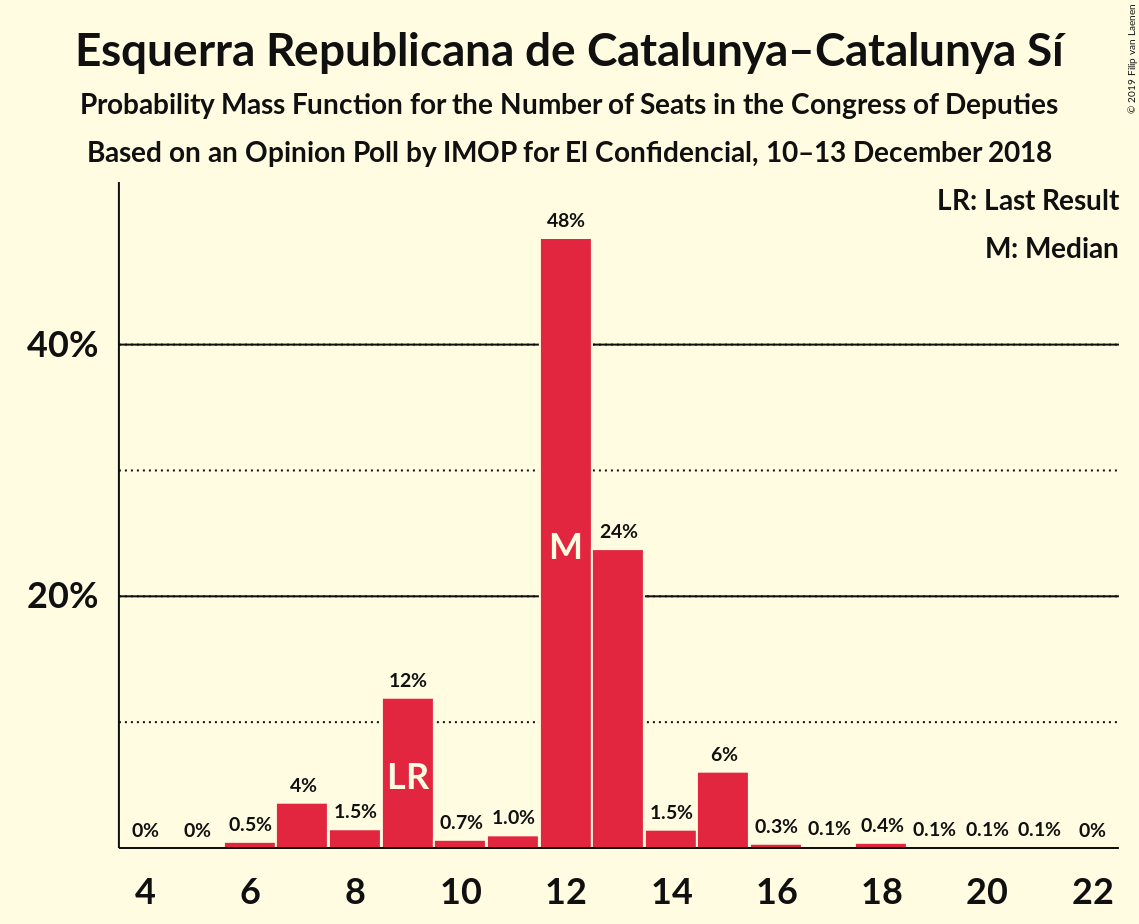 Esquerra Republicana de Catalunya–Catalunya Sí
Probability Mass Function for the Number of Seats in the Congress of Deputies
Based on an Opinion Poll by IMOP for El Confidencial, 10–13 December 2018
© 2019 Filip van Laenen
LR: Last Result
M: Median
48%
40%
M
24%
20%
12%
LR
6%
4%
1.5%
1.5%
0% 0% 0.5% 0.7% 1.0% 0.3% 0.1% 0.4% 0.1% 0.1% 0.1% 0%
4 6 8 10 12 14 16 18 20 22